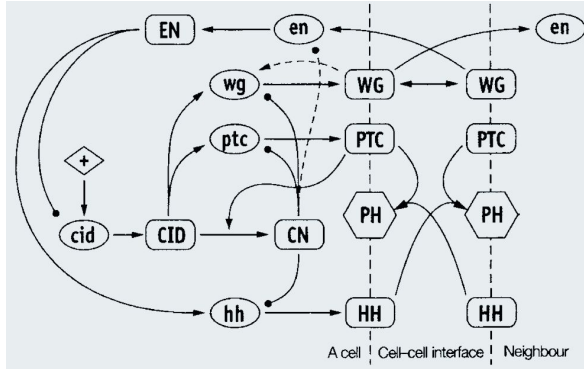 EN en en
wg WG WG
ptc PTC PTC
+
PH PH
cid CID CN
hh HH HH
A cell Cell–cell interface Neighbour